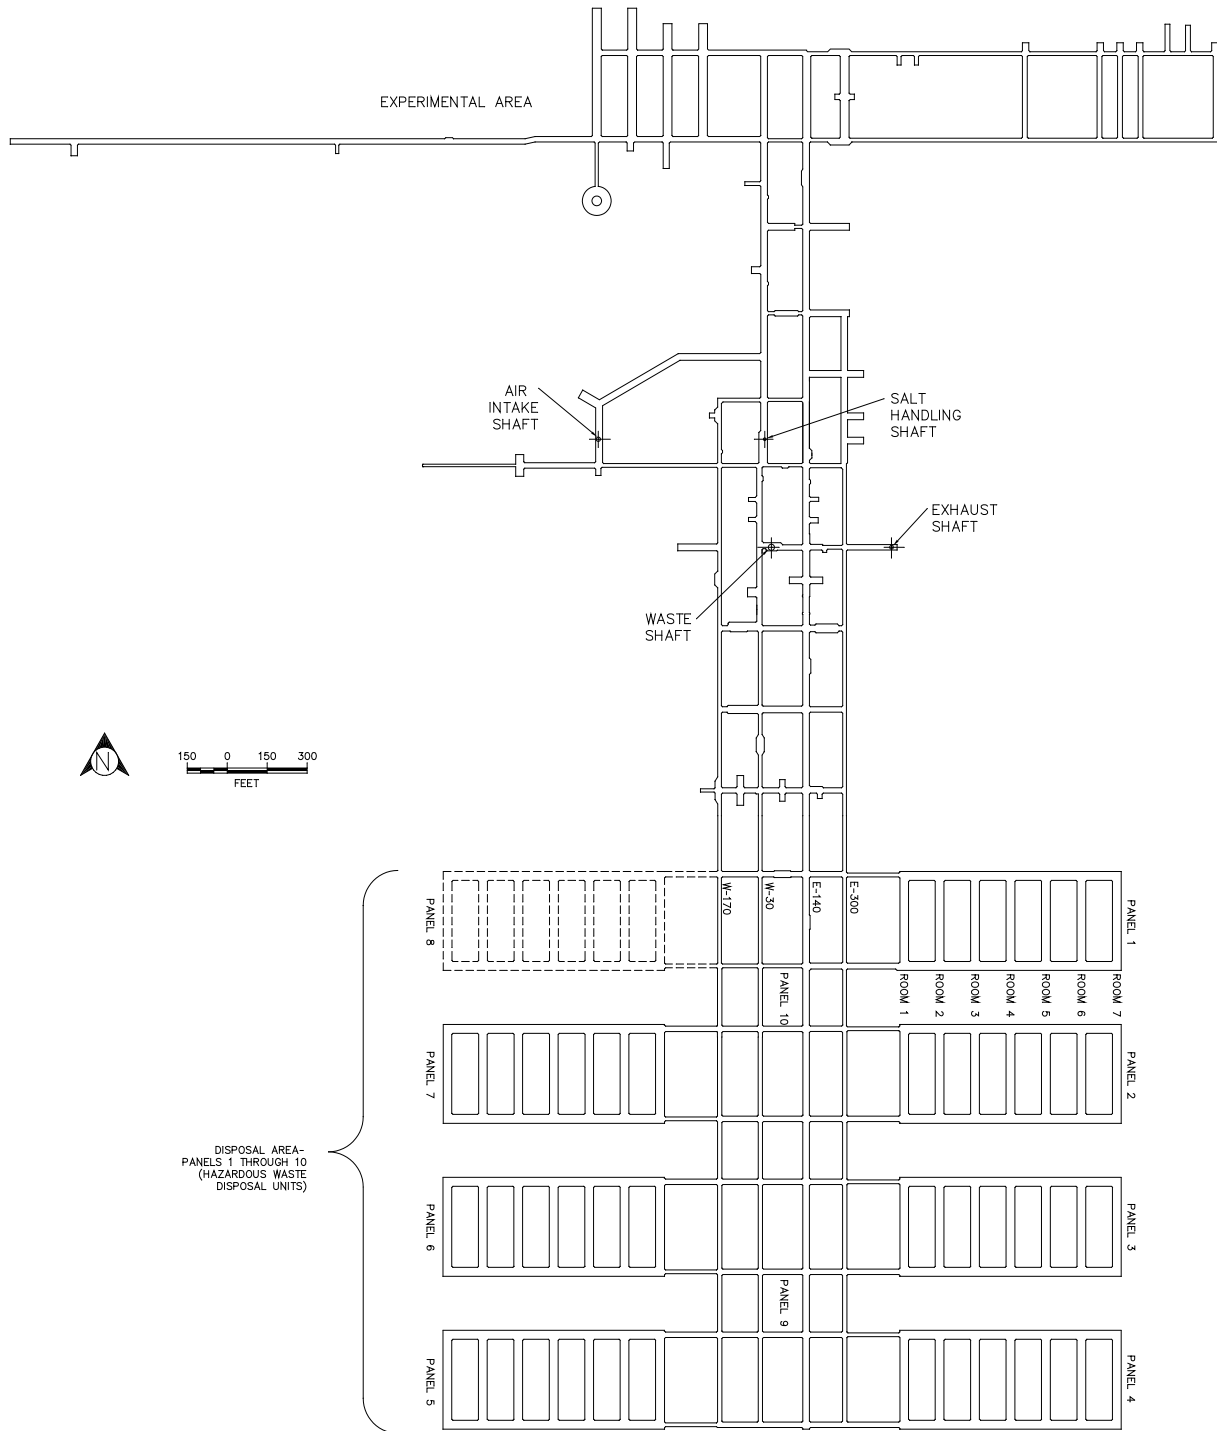 EXPERIMENTAL AREA
AIR
INTAKE
SHAFT
SALT
HANDLING
SHAFT
EXHAUST
SHAFT
WASTE
SHAFT
N
150 0 150 300
FEET
W-170
W-30
E-140
E-300
PANEL 8
PANEL 1
PANEL 10
ROOM 1
ROOM 2
ROOM 3
ROOM 4
ROOM 5
ROOM 6
ROOM 7
PANEL 7
PANEL 2
DISPOSAL AREA-
PANELS 1 THROUGH 10
(HAZARDOUS WASTE
DISPOSAL UNITS)
PANEL 6
PANEL 3
PANEL 9
PANEL 5
PANEL 4